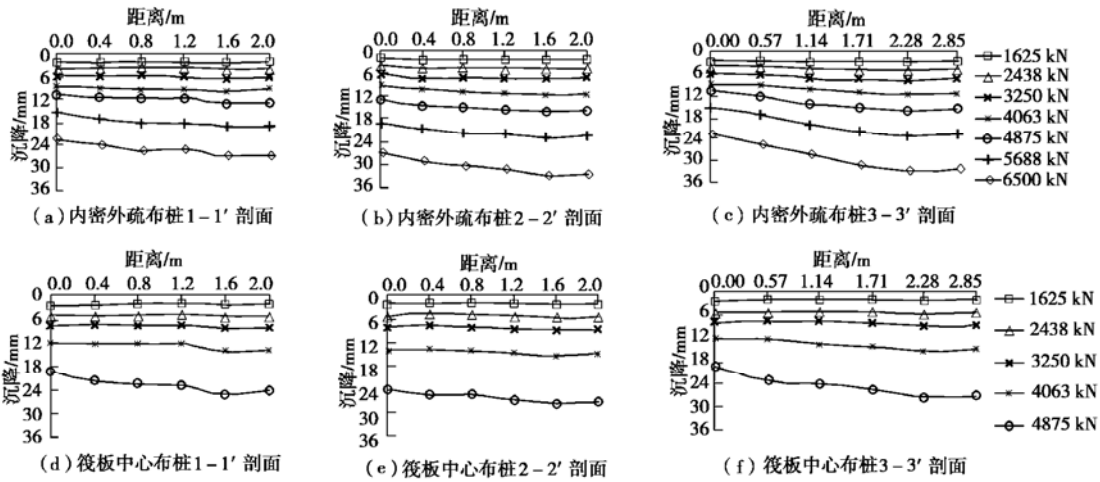 距离/m
0.0 0.4 0.8 1.2 1.6 2.0
0
6
12
18
24
30
36
沉降/mm
(a)内密外疏布桩1-1′剖面
距离/m
0.0 0.4 0.8 1.2 1.6 2.0
0
6
12
18
24
30
36
沉降/mm
(b)内密外疏布桩2-2′剖面
距离/m
0.00 0.57 1.14 1.71 2.28 2.85
0
6
12
18
24
30
36
沉降/mm
(c)内密外疏布桩3-3′剖面
1625 kN
2438 kN
3250 kN
4063 kN
4875 kN
5688 kN
6500 kN
距离/m
0.0 0.4 0.8 1.2 1.6 2.0
0
6
12
18
24
30
36
沉降/mm
(d)筏板中心布桩1-1′剖面
距离/m
0.0 0.4 0.8 1.2 1.6 2.0
0
6
12
18
24
30
36
沉降/mm
(e)筏板中心布桩2-2′剖面
距离/m
0.00 0.57 1.14 1.71 2.28 2.85
0
6
12
18
24
30
36
沉降/mm
(f)筏板中心布桩3-3′剖面
1625 kN
2438 kN
3250 kN
4063 kN
4875 kN